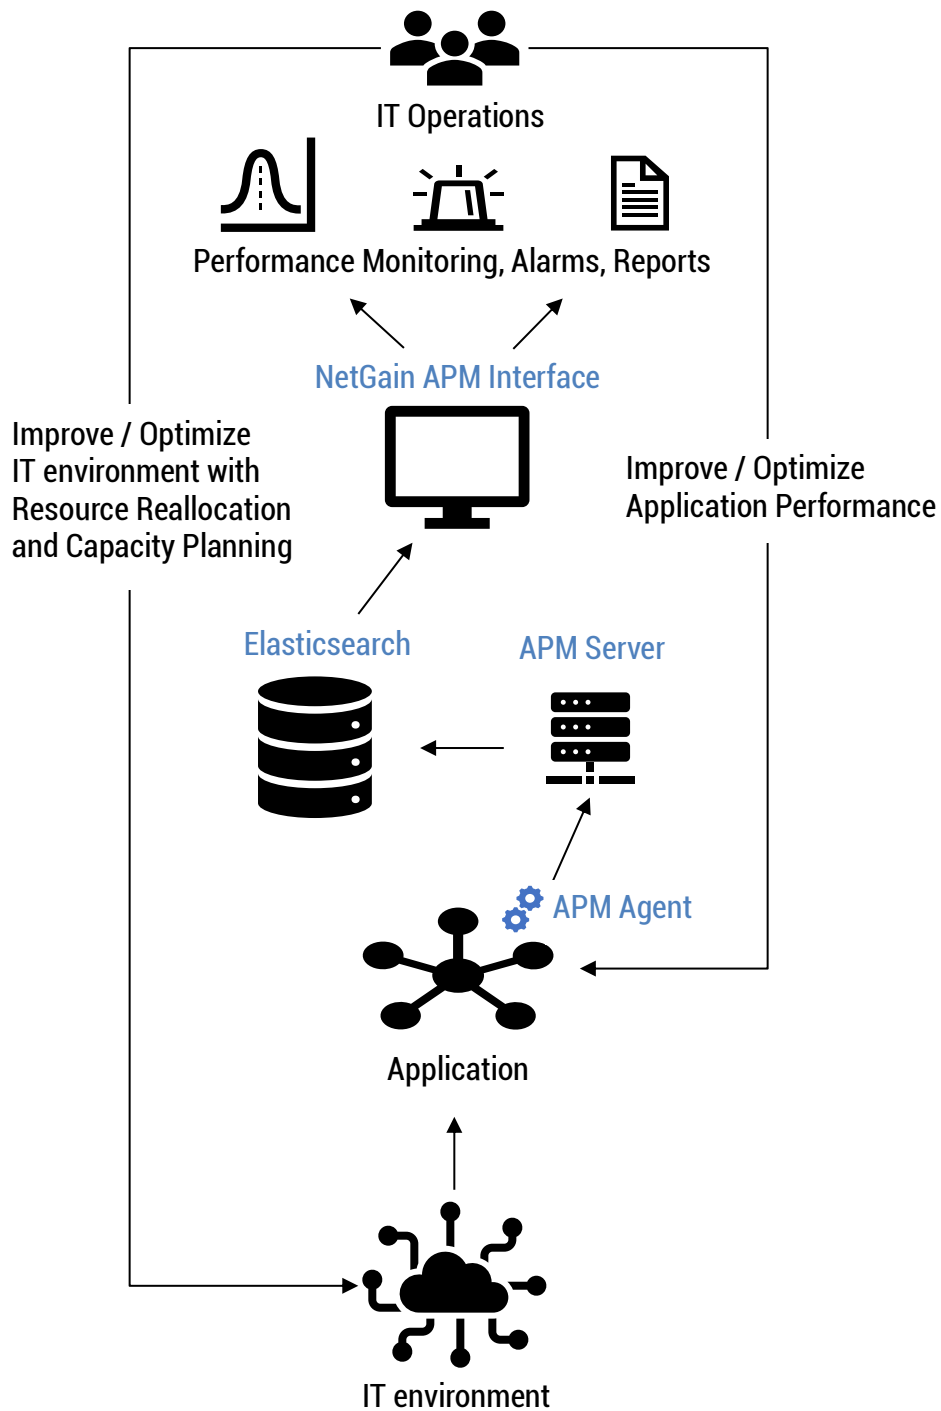 IT Operations
Performance Monitoring, Alarms, Reports
NetGain APM Interface
Improve / Optimize
IT environment with
Resource Reallocation
and Capacity Planning
Improve / Optimize
Application Performance
Elasticsearch
APM Server
APM Agent
Application
IT environment